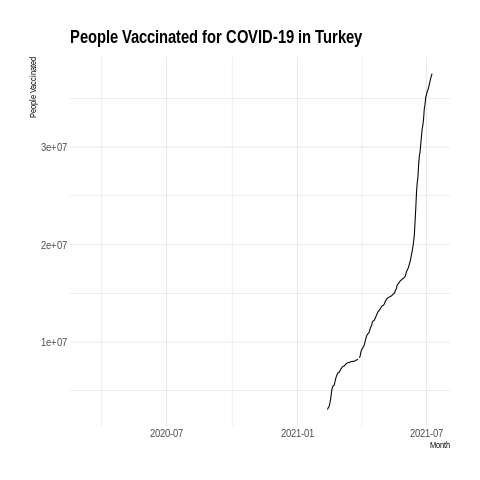 People Vaccinated for COVID-19 in Turkey
People Vaccinated
3e+07
2e+07
1e+07
2020-07 2021-01 2021-07
Month